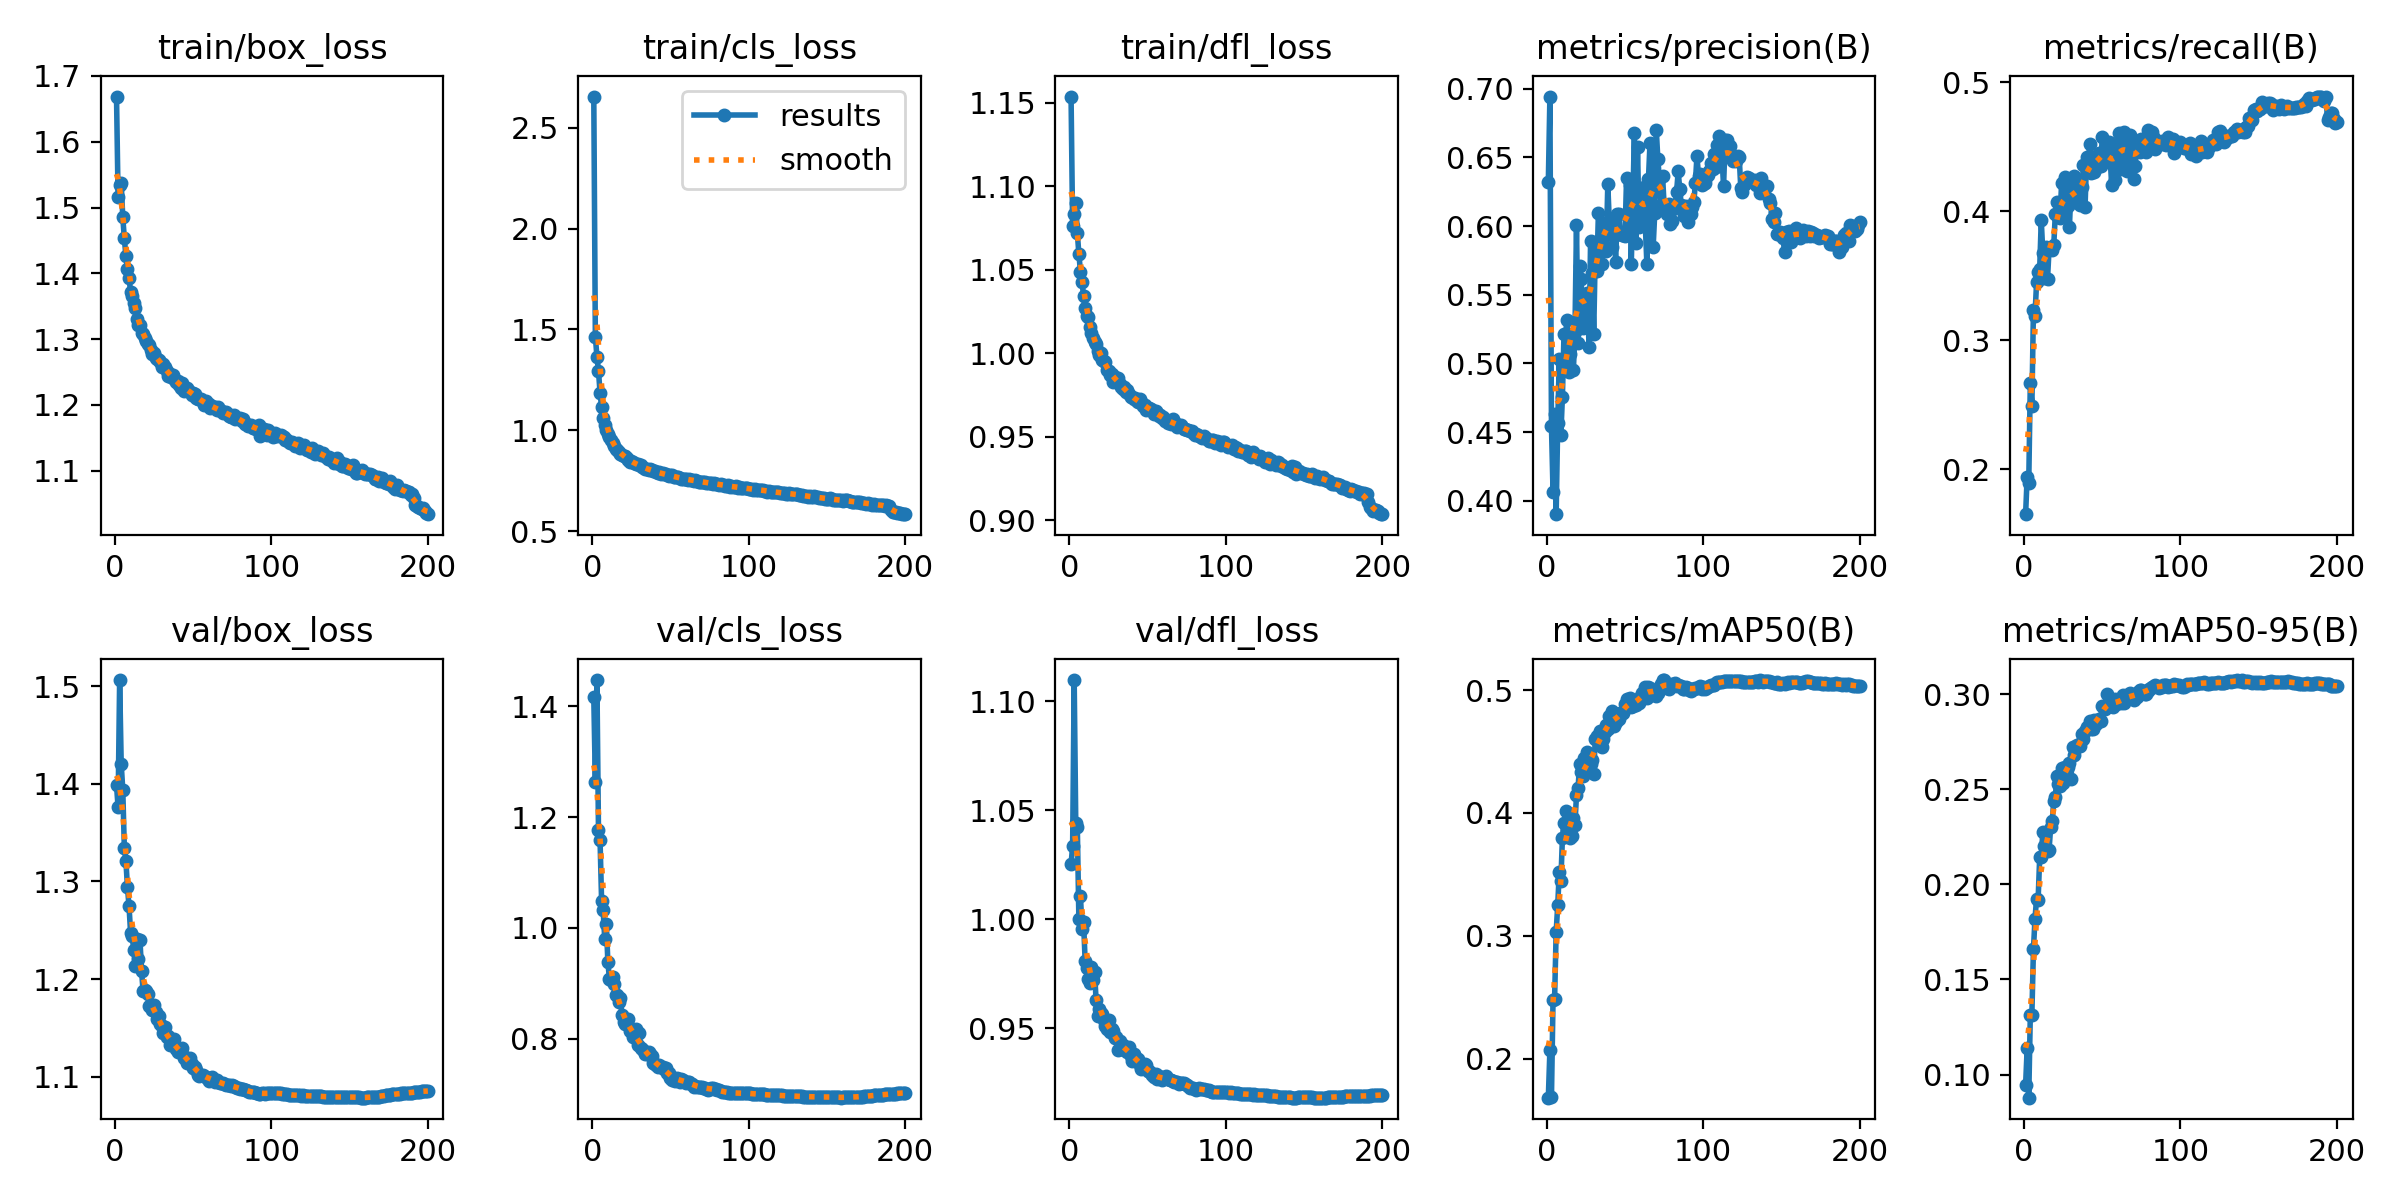 train/box_loss
1.7
1.6
1.5
1.4
1.3
1.2
1.1
0 100 200
train/cls_loss
results
smooth
2.5
2.0
1.5
1.0
0.5
0 100 200
train/dfl_loss
1.15
1.10
1.05
1.00
0.95
0.90
0 100 200
metrics/precision(B)
0.70
0.65
0.60
0.55
0.50
0.45
0.40
0 100 200
metrics/recall(B)
0.5
0.4
0.3
0.2
0 100 200
val/box_loss
1.5
1.4
1.3
1.2
1.1
0 100 200
val/cls_loss
1.4
1.2
1.0
0.8
0 100 200
val/dfl_loss
1.10
1.05
1.00
0.95
0 100 200
metrics/mAP50(B)
0.5
0.4
0.3
0.2
0 100 200
metrics/mAP50-95(B)
0.30
0.25
0.20
0.15
0.10
0 100 200